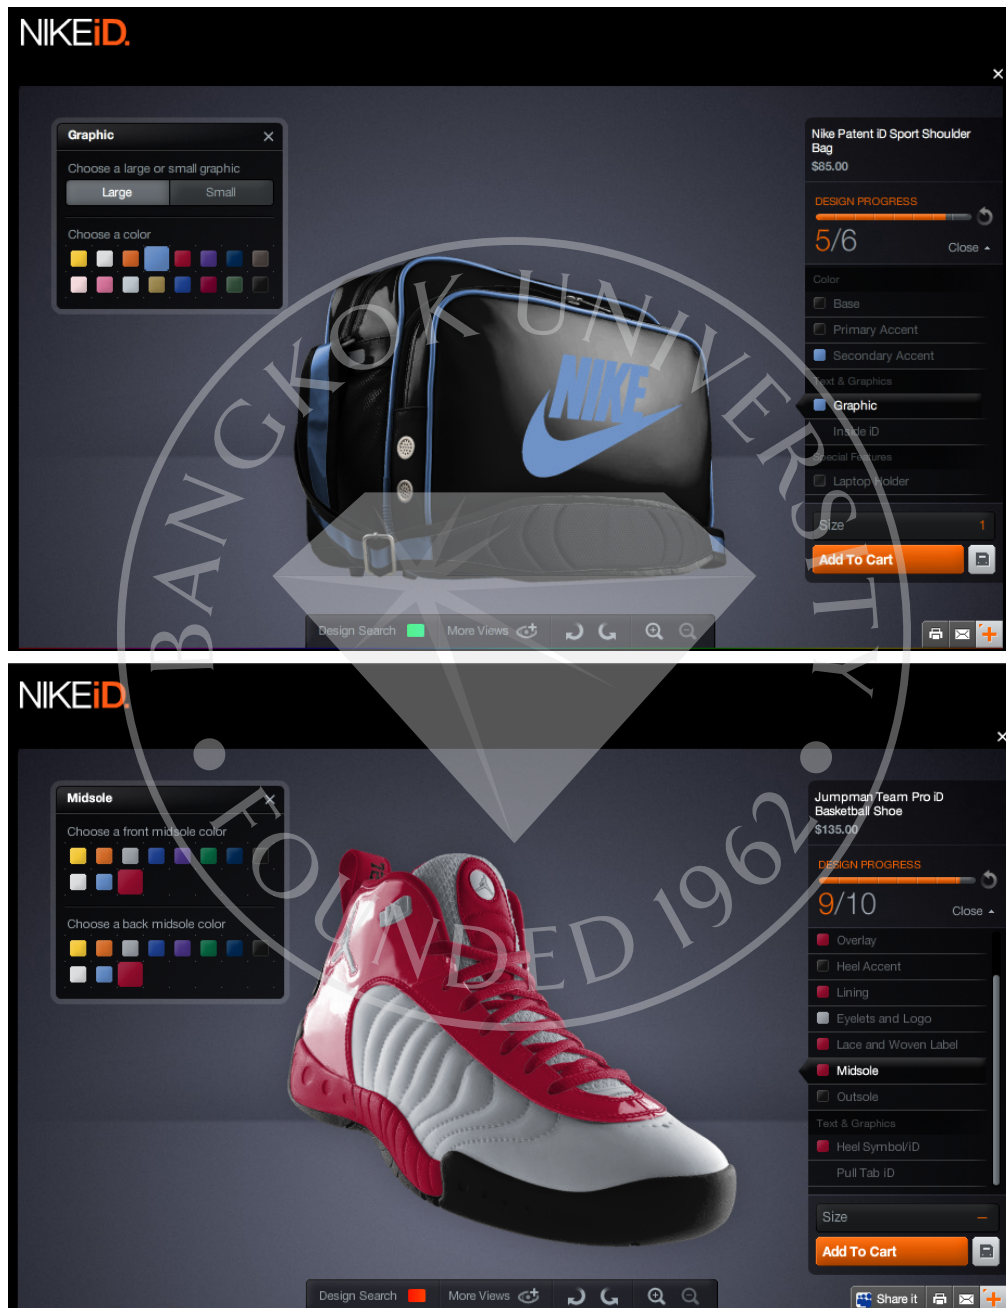 NIKEiD.
Graphic
Choose a large or small graphic
Large Small
Choose a color
NIKE
Nike Patent iD Sport Shoulder
Bag
$85.00
DESIGN PROGRESS
5/6
Close
Color
Base
Primary Accent
Secondary Accent
Text & Graphics
Graphic
Inside iD
Special Features
Laptop Holder
Size 1
Add To Cart
Design Search More Views
BANGKOK UNIVERSITY
FOUNDED 1962
NIKEiD.
Midsole
Choose a front midsole color
Choose a back midsole color
Jumpman Team Pro iD
Basketball Shoe
$135.00
DESIGN PROGRESS
9/10
Close
Overlay
Heel Accent
Lining
Eyelets and Logo
Lace and Woven Label
Midsole
Outsole
Text & Graphics
Heel Symbol/iD
Pull Tab iD
Size –
Add To Cart
Design Search More Views
Share it